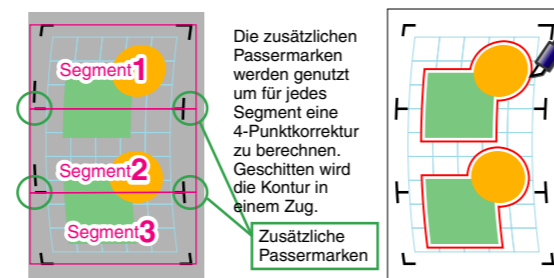 Segment1
Segment2
Segment3
Die zusätzlichen
Passermarken
werden genutzt
um für jedes
Segment eine
4-Punktkorrektur
zu berechnen.
Geschitten wird
die Kontur in
einem Zug.
Zusätzliche
Passermarken